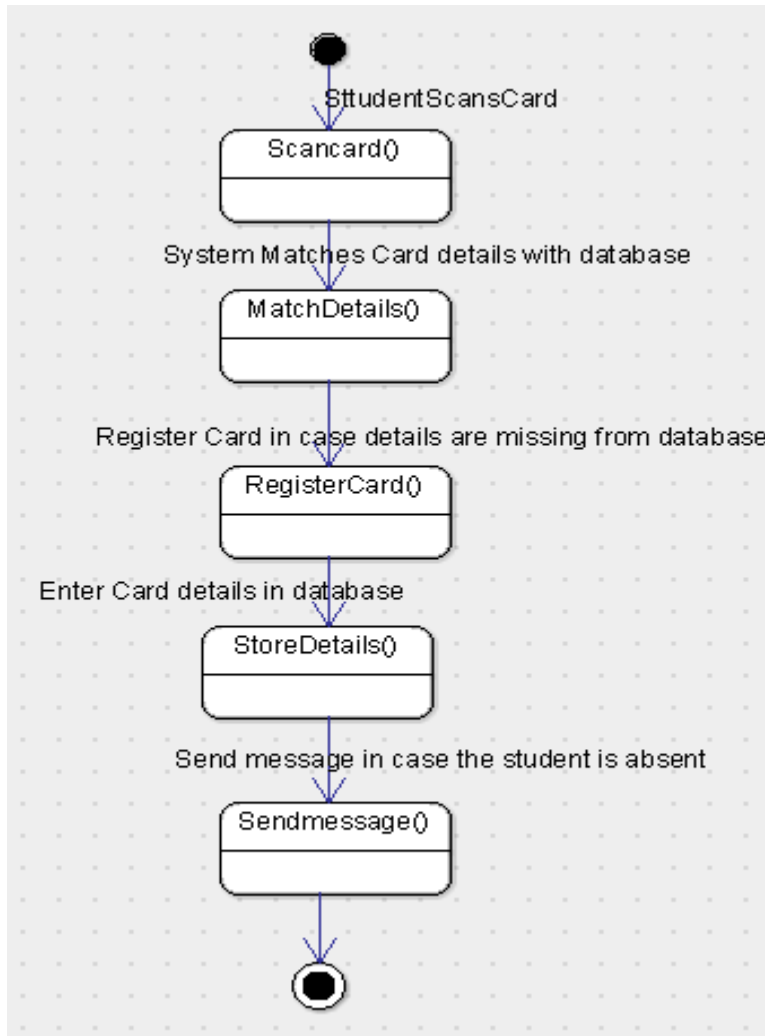 SttudentScansCard
Scancard()
System Matches Card details with database
MatchDetails()
Register Card in case details are missing from database
RegisterCard()
Enter Card details in database
StoreDetails()
Send message in case the student is absent
Sendmessage()